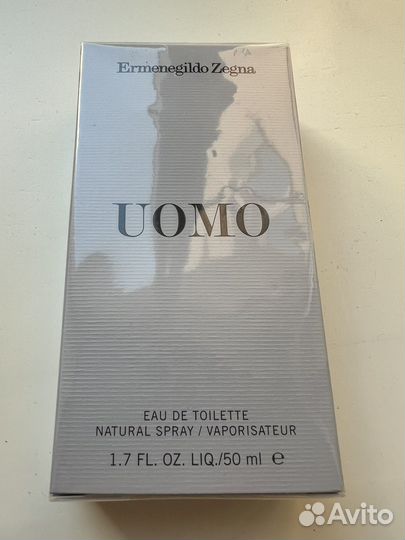 Ermenegildo Zegna
UOMO
EAU DE TOILETTE
NATURAL SPRAY / VAPORISATEUR
1.7 FL. OZ. LIQ./50 ml ℮
Avito